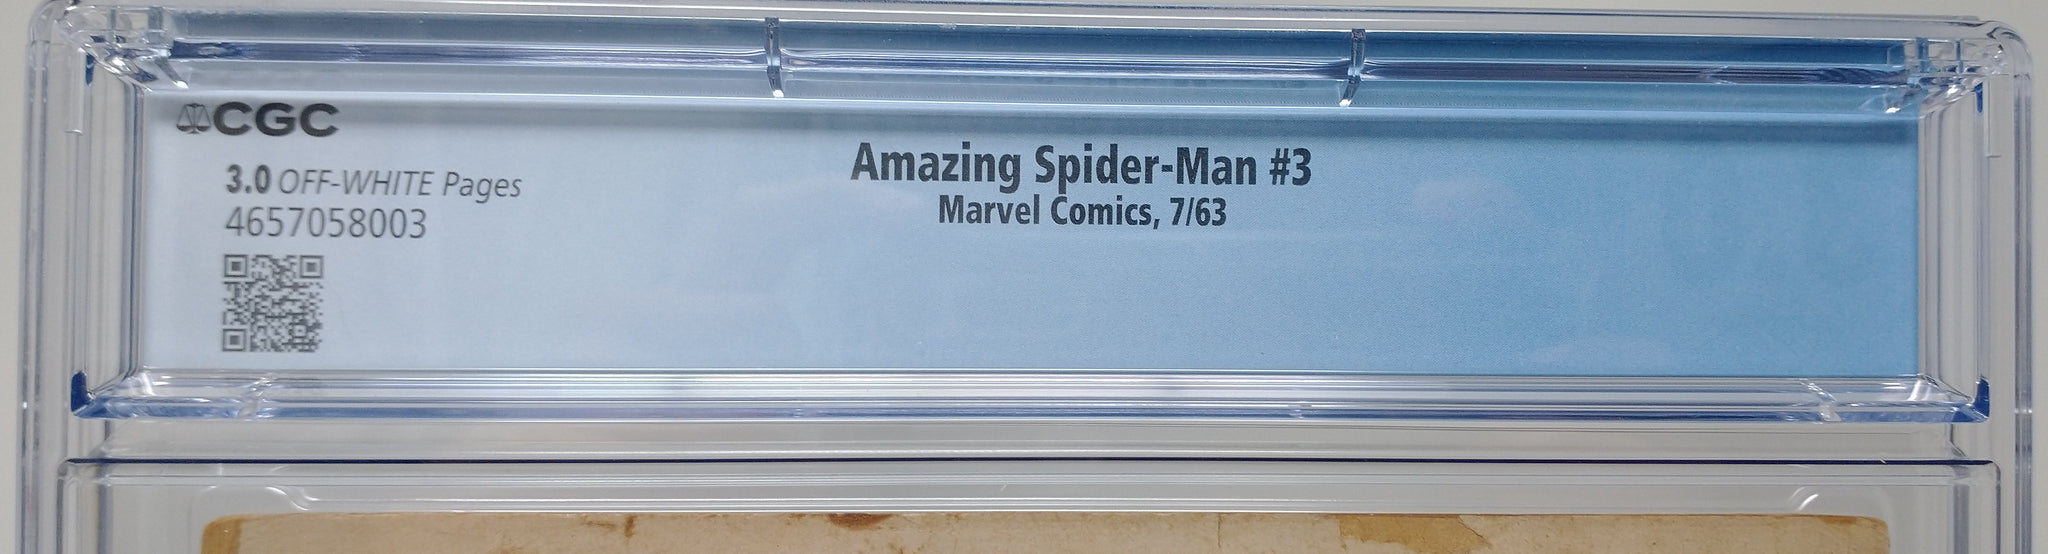 CGC
3.0 OFF-WHITE Pages
4657058003
Amazing Spider-Man #3
Marvel Comics, 7/63